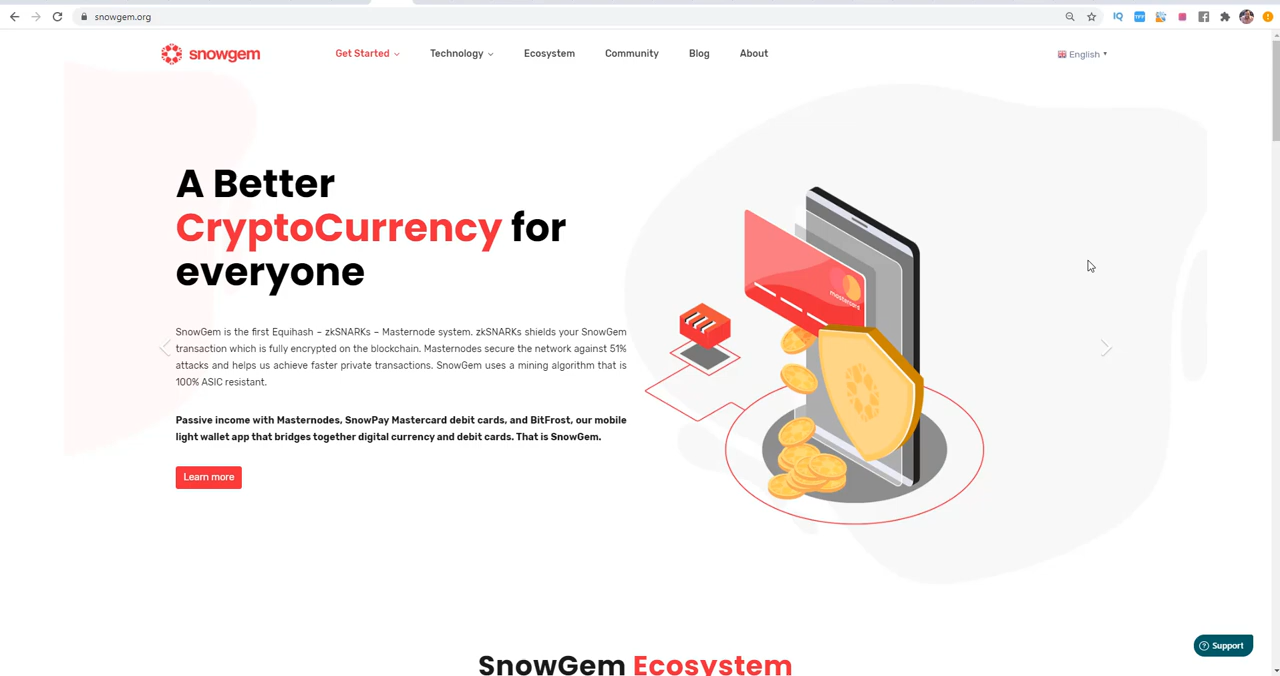 snowgem.org
IQ
snowgem
Get Started
Technology
Ecosystem
Community
Blog
About
English
A Better
CryptoCurrency for
everyone
SnowGem is the first Equihash – zkSNARKs – Masternode system. zkSNARKs shields your SnowGem
transaction which is fully encrypted on the blockchain. Masternodes secure the network against 51%
attacks and helps us achieve faster private transactions. SnowGem uses a mining algorithm that is
100% ASIC resistant.
Passive income with Masternodes, SnowPay Mastercard debit cards, and BitFrost, our mobile
light wallet app that bridges together digital currency and debit cards. That is SnowGem.
Learn more
mastercard
Support
SnowGem Ecosystem